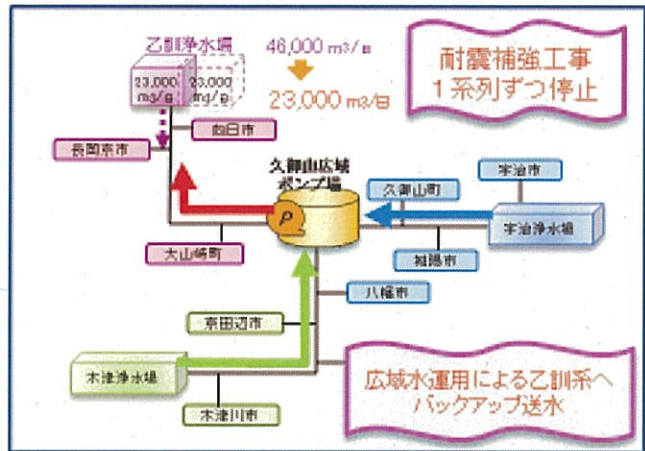 乙訓浄水場
46,000 m3/日
23,000
m3/日
23,000
m3/日
23,000 m3/日
耐震補強工事
1系列ずつ停止
向日市
長岡京市
久御山広域
ポンプ場
久御山町
宇治市
P
宇治浄水場
大山崎町
城陽市
八幡市
京田辺市
木津浄水場
木津川市
広域水運用による乙訓系へ
バックアップ送水